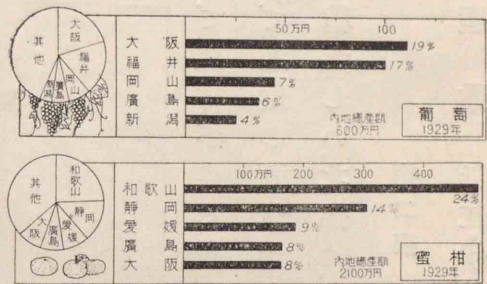 其他
大阪
福井
岡山
廣島
新潟
50万円 100
大阪 19%
福井 17%
岡山 7%
廣島 6%
新潟 4%
内地總産額
600万円
葡萄
1929年
其他
和歌山
靜岡
愛媛
廣島
大阪
100万円 200 300 400
和歌山 24%
靜岡 14%
愛媛 9%
廣島 8%
大阪 8%
内地總産額
2100万円
蜜柑
1929年